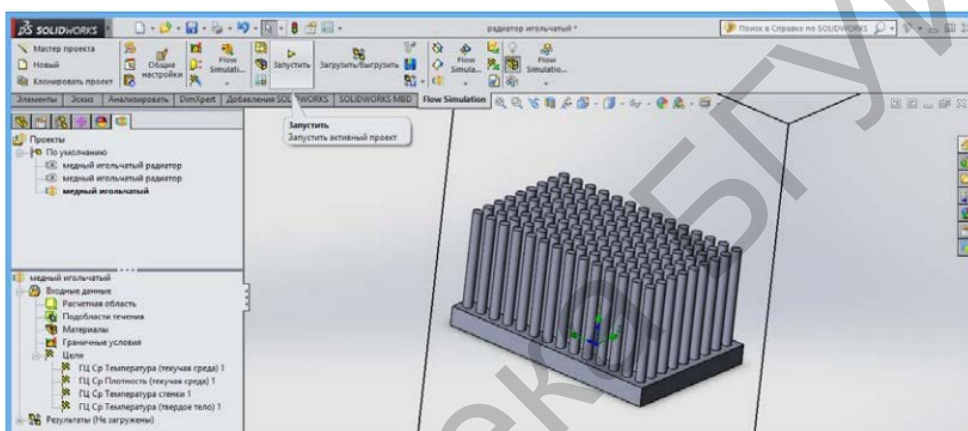 SOLIDWORKS
радиатор игольчатый *
Поиск в Справке по SOLIDWORKS
Мастер проекта
Новый
Клонировать проект
Общие настройки
Flow Simulati...
Запустить
Загрузить/Выгрузить
Flow Simula...
Flow Simulatio...
Элементы Эскиз Анализировать DimXpert Добавления SOLIDWORKS SOLIDWORKS MBD Flow Simulation
Запустить
Запустить активный проект
Проекты
По умолчанию
медный игольчатый радиатор
медный игольчатый радиатор
медный игольчатый
медный игольчатый
Входные данные
Расчетная область
Подобласти течения
Материалы
Граничные условия
Цели
ГЦ Ср Температура (текучая среда) 1
ГЦ Ср Плотность (текучая среда) 1
ГЦ Ср Температура стенки 1
ГЦ Ср Температура (твердое тело) 1
Результаты (Не загружены)